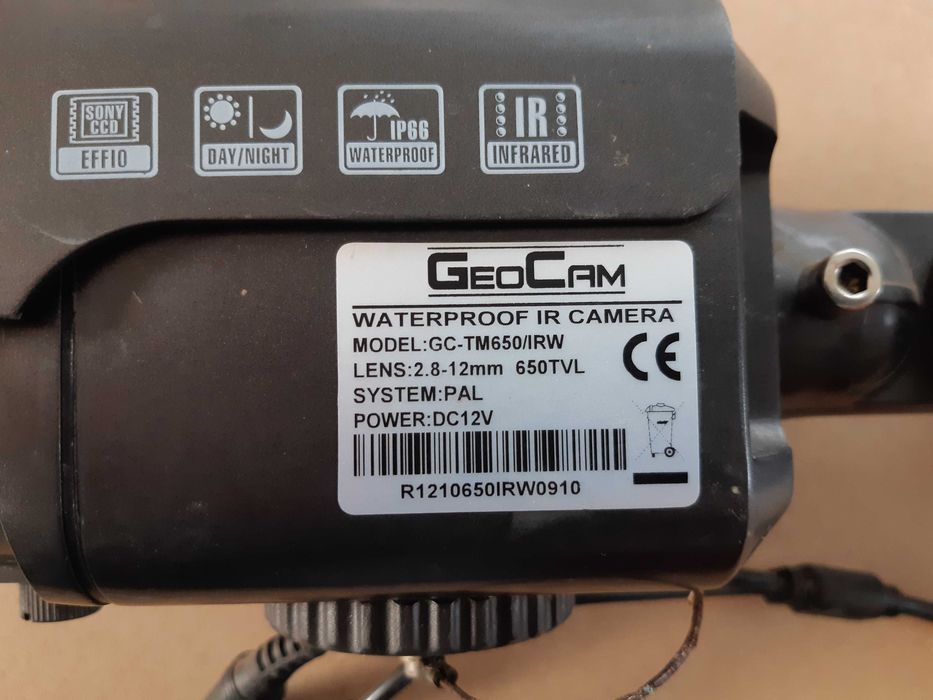 SONY
CCD
EFFIO
DAY/NIGHT
IP66
WATERPROOF
IR
INFRARED
GEOCAM
WATERPROOF IR CAMERA
MODEL:GC-TM650/IRW
LENS:2.8-12mm 650TVL
SYSTEM:PAL
POWER:DC12V
CE
R1210650IRW0910